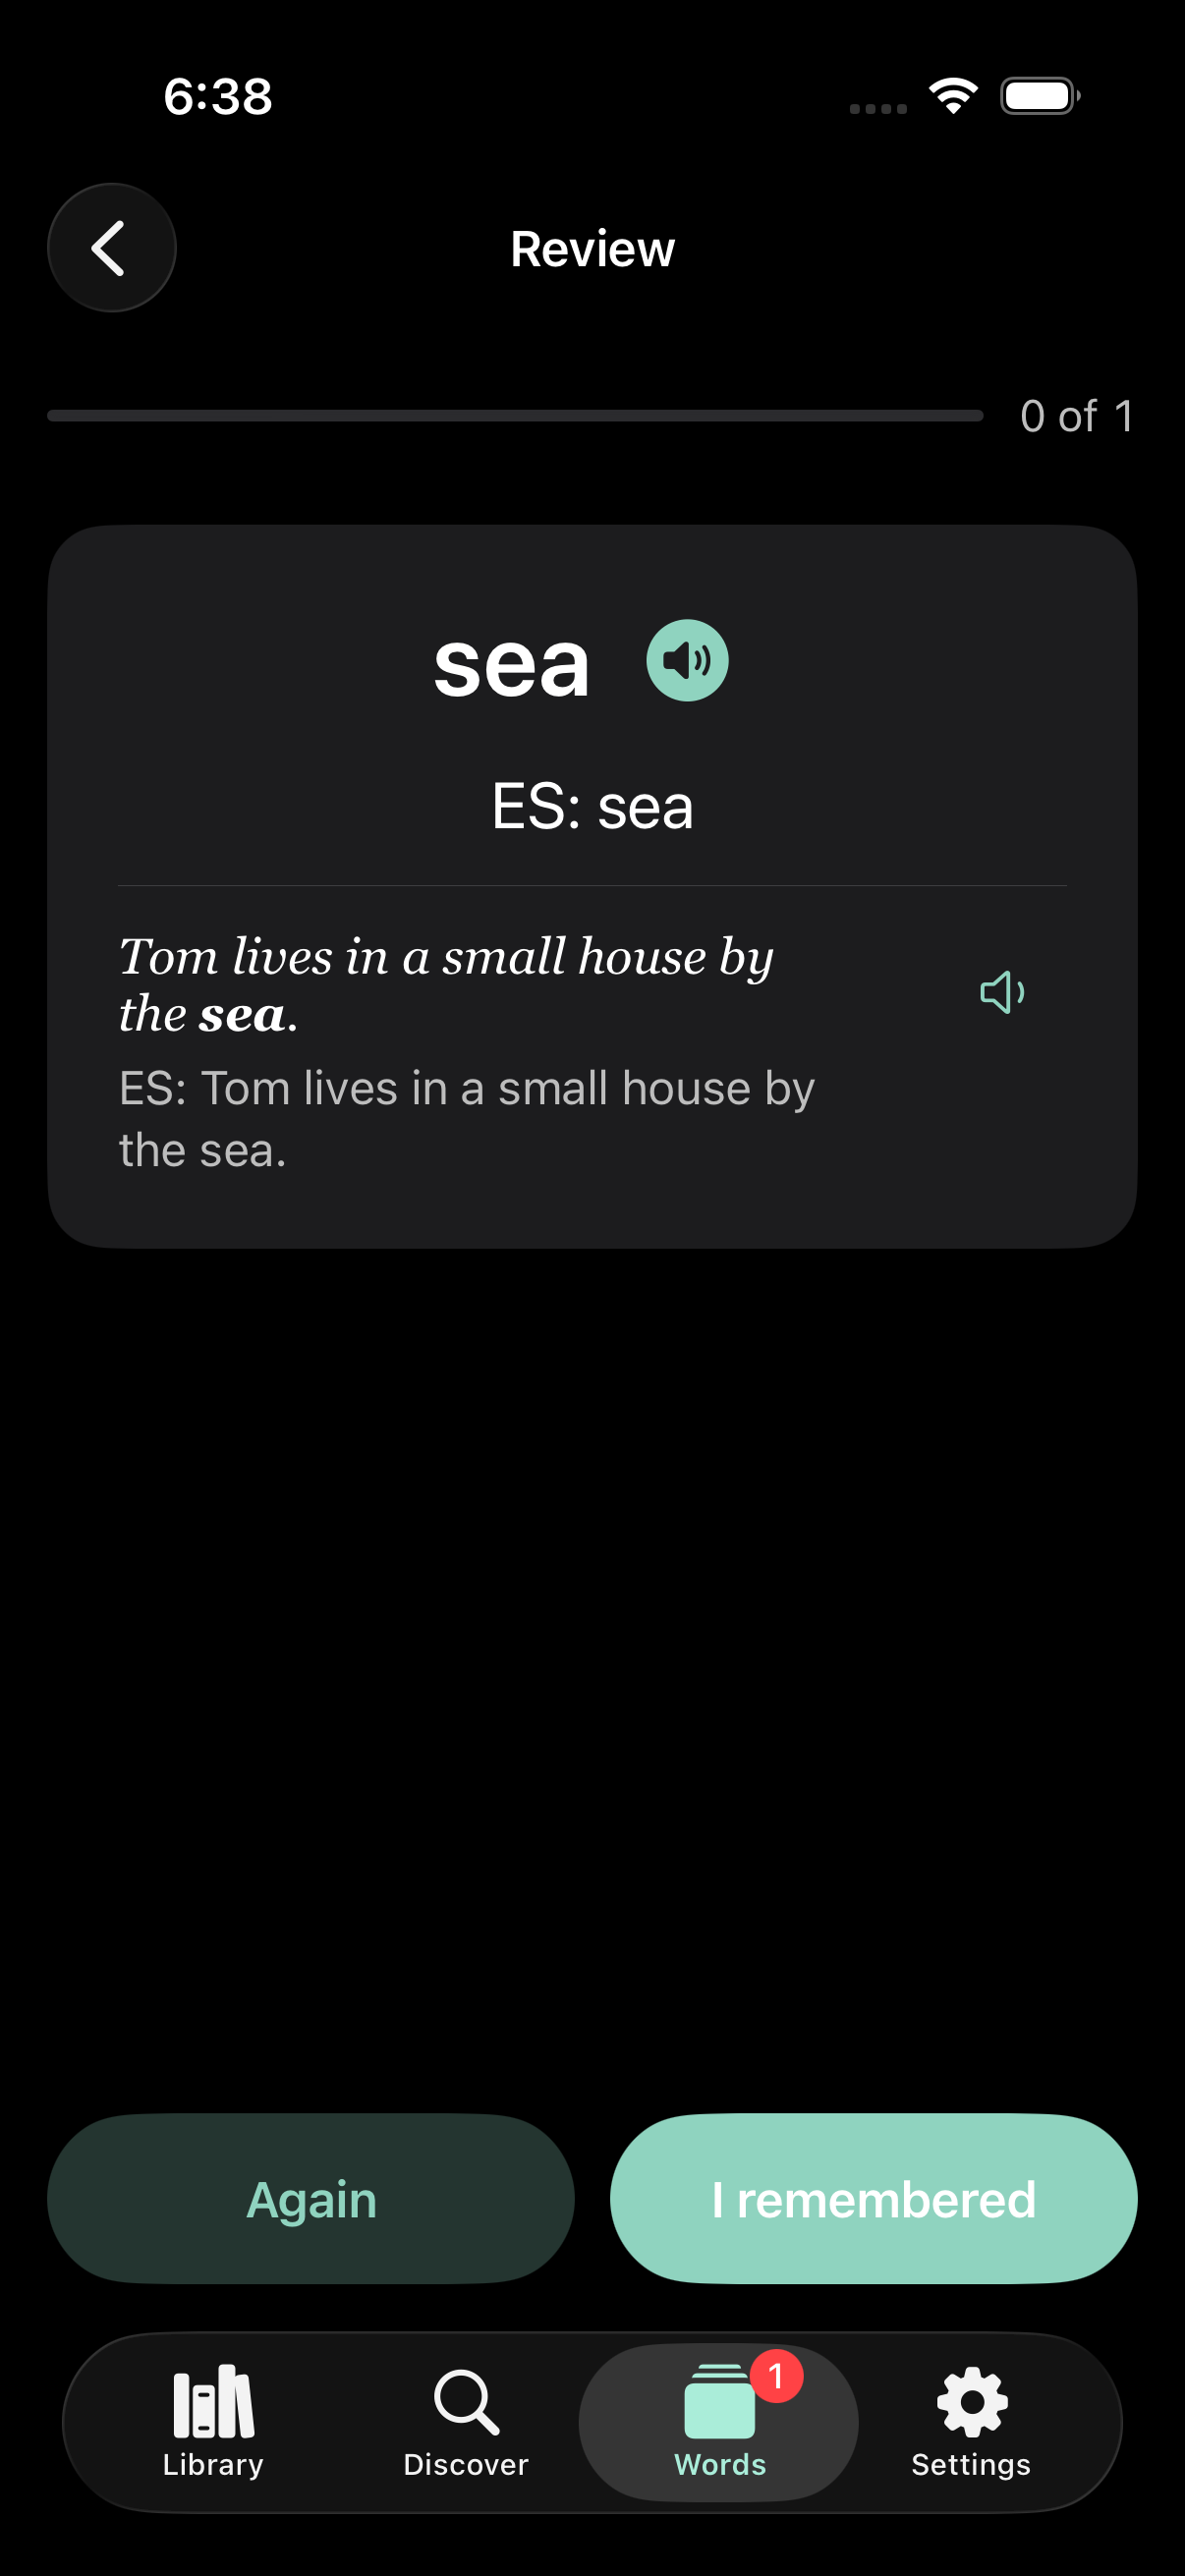 6:38
Review
0 of 1
sea
ES: sea
Tom lives in a small house by
the sea.
ES: Tom lives in a small house by
the sea.
Again
I remembered
1
Library
Discover
Words
Settings